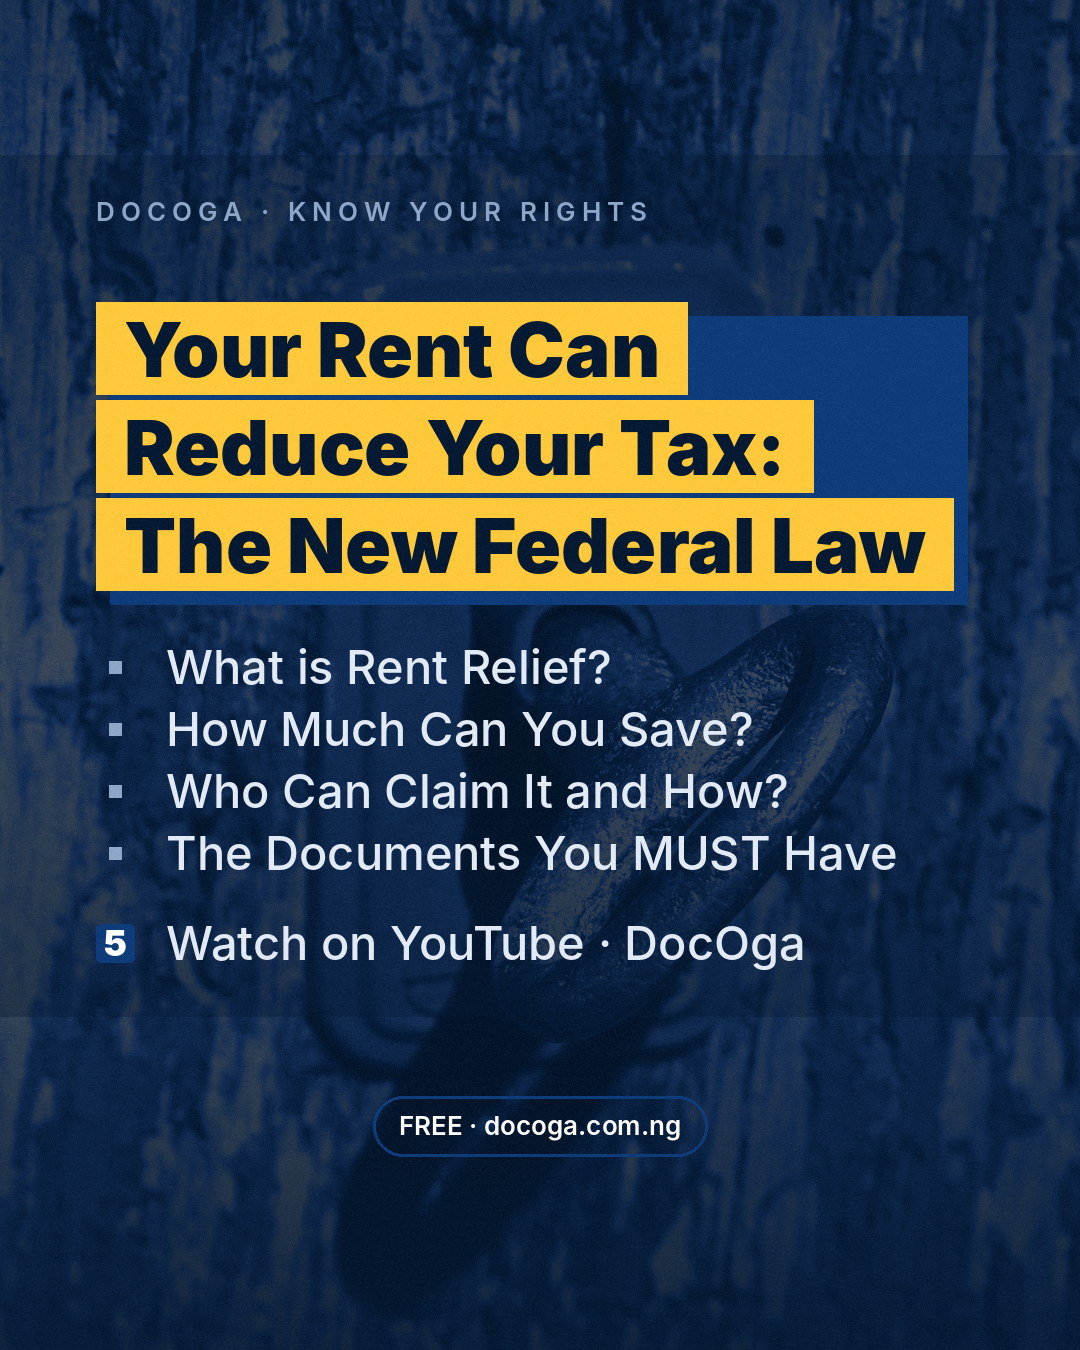 DOCOGA · KNOW YOUR RIGHTS
Your Rent Can
Reduce Your Tax:
The New Federal Law
▪ What is Rent Relief?
▪ How Much Can You Save?
▪ Who Can Claim It and How?
▪ The Documents You MUST Have
5 Watch on YouTube · DocOga
FREE · docoga.com.ng